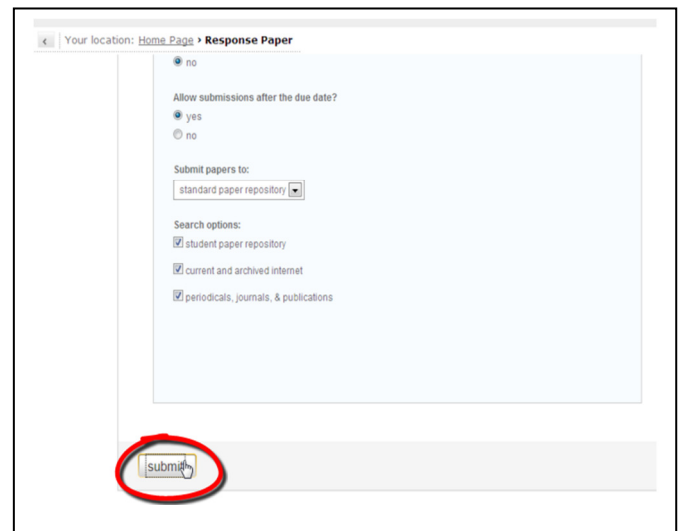 Your location: Home Page › Response Paper
no
Allow submissions after the due date?
yes
no
Submit papers to:
standard paper repository
Search options:
student paper repository
current and archived internet
periodicals, journals, & publications
submit